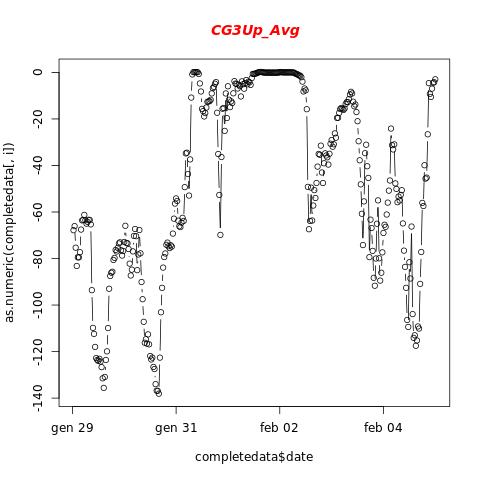 CG3Up_Avg
as.numeric(completedata[, i])
0
-20
-40
-60
-80
-100
-120
-140
gen 29
gen 31
feb 02
feb 04
completedata$date